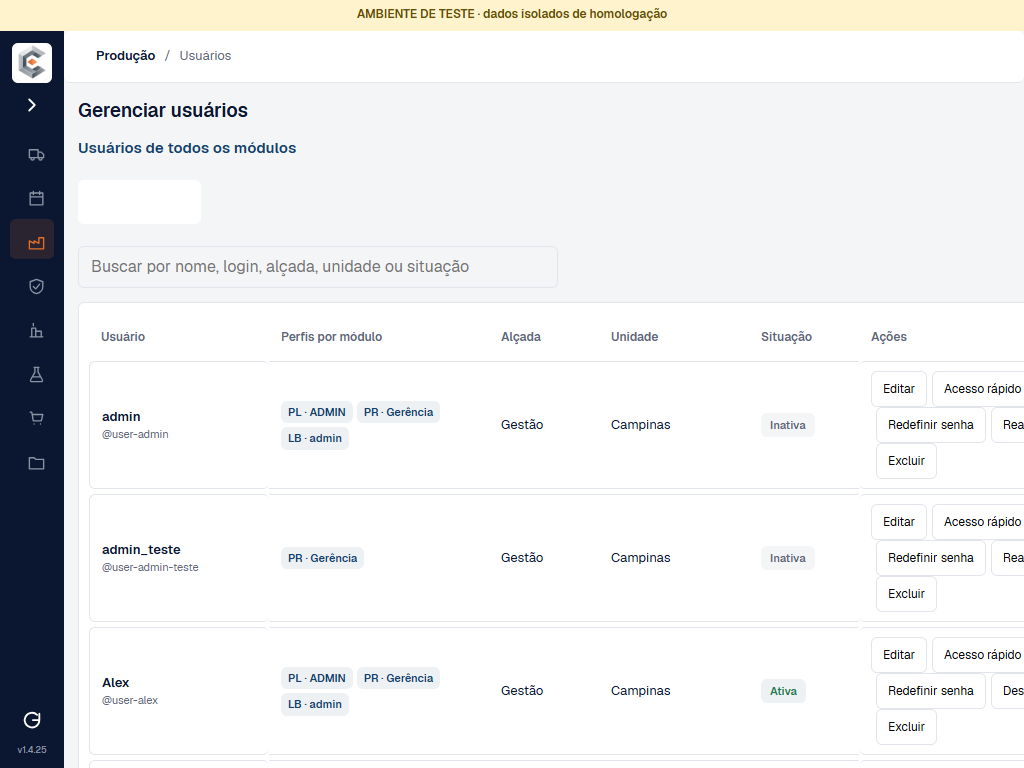 AMBIENTE DE TESTE · dados isolados de homologação
Produção / Usuários
Gerenciar usuários
Usuários de todos os módulos
Buscar por nome, login, alçada, unidade ou situação
Usuário Perfis por módulo Alçada Unidade Situação Ações
admin
@user-admin
PL · ADMIN PR · Gerência
LB · admin
Gestão
Campinas
Inativa
Editar Acesso rápido
Redefinir senha Rea
Excluir
admin_teste
@user-admin-teste
PR · Gerência
Gestão
Campinas
Inativa
Editar Acesso rápido
Redefinir senha Rea
Excluir
Alex
@user-alex
PL · ADMIN PR · Gerência
LB · admin
Gestão
Campinas
Ativa
Editar Acesso rápido
Redefinir senha Des
Excluir
v1.4.25